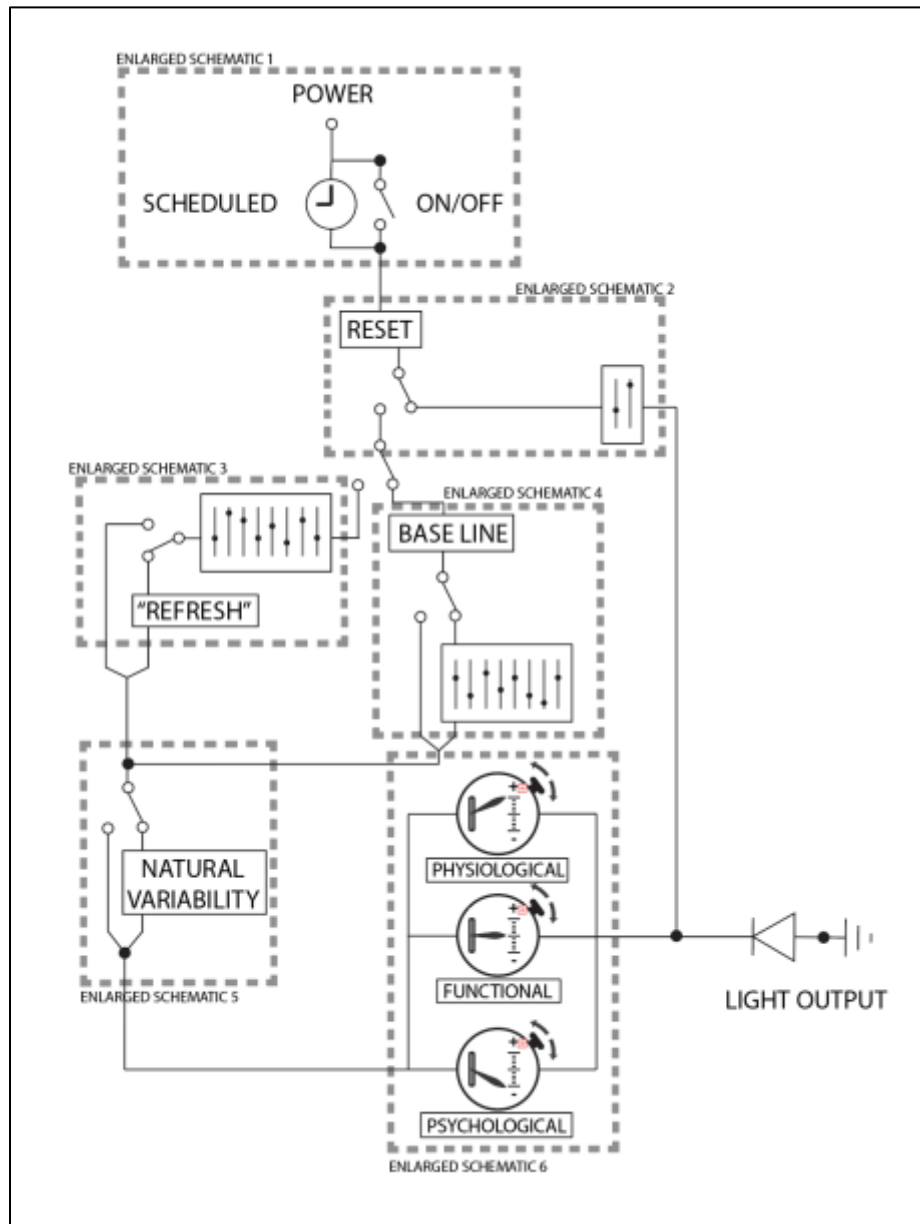 ENLARGED SCHEMATIC 1
POWER
SCHEDULED
ON/OFF
ENLARGED SCHEMATIC 2
RESET
ENLARGED SCHEMATIC 3
"REFRESH"
ENLARGED SCHEMATIC 4
BASE LINE
NATURAL
VARIABILITY
ENLARGED SCHEMATIC 5
+
-
PHYSIOLOGICAL
+
-
FUNCTIONAL
+
-
PSYCHOLOGICAL
ENLARGED SCHEMATIC 6
LIGHT OUTPUT